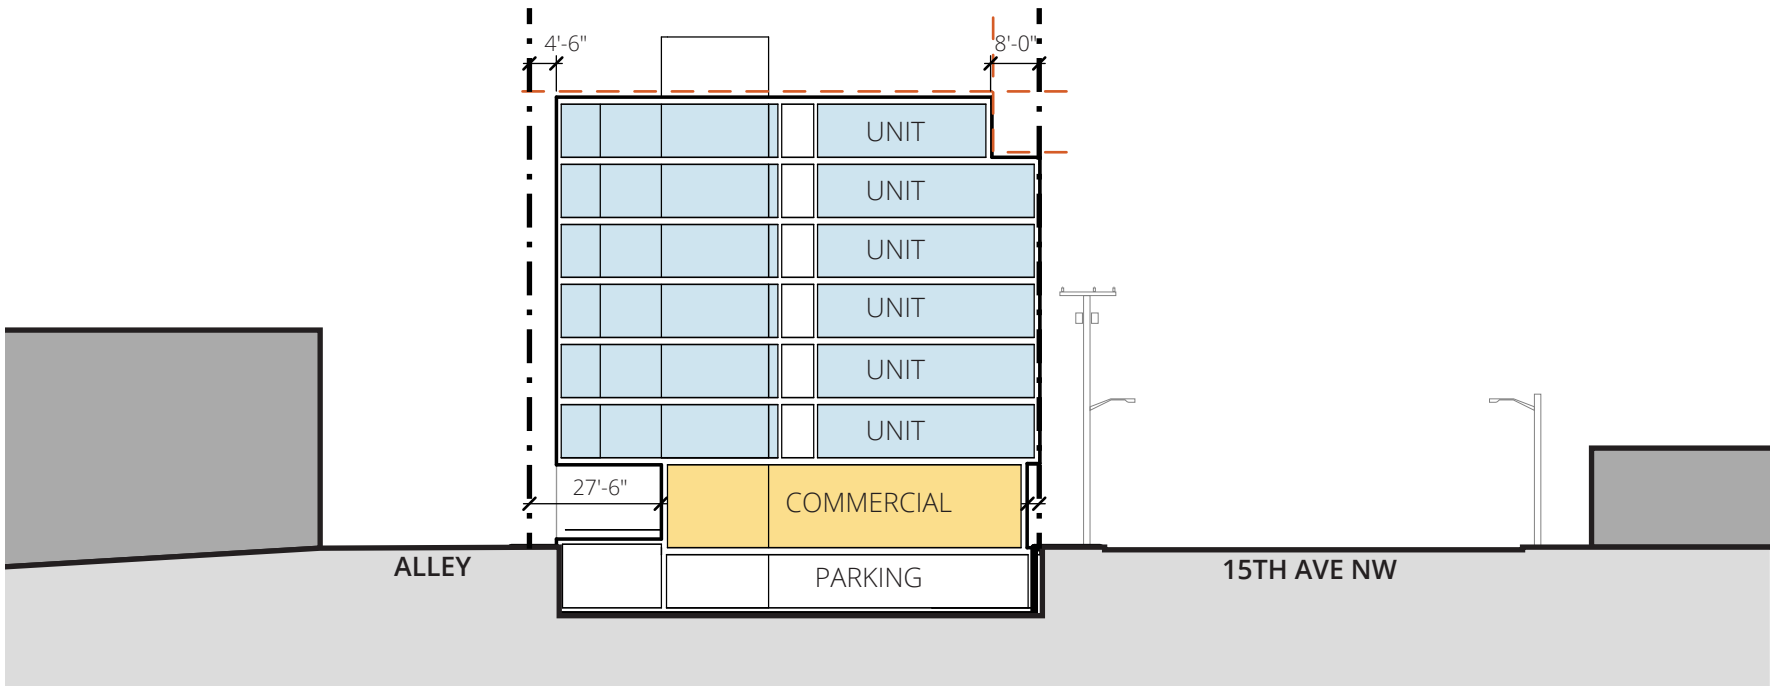 4'-6"
8'-0"
UNIT
UNIT
UNIT
UNIT
UNIT
UNIT
27'-6"
COMMERCIAL
ALLEY
PARKING
15TH AVE NW